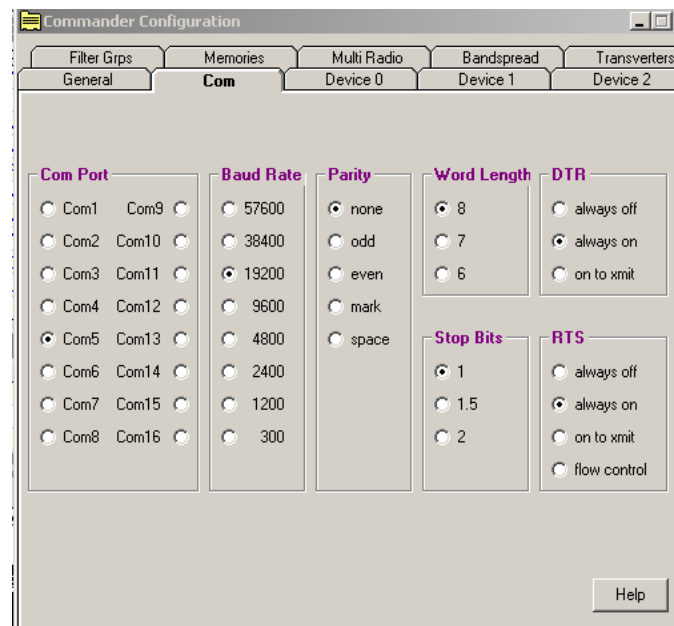 Commander Configuration
Filter Grps Memories Multi Radio Bandspread Transverters
General Com Device 0 Device 1 Device 2
Com Port Baud Rate Parity Word Length DTR
Com1 Com9 57600 none 8 always off
Com2 Com10 38400 odd 7 always on
Com3 Com11 19200 even 6 on to xmit
Com4 Com12 9600 mark
Com5 Com13 4800 space Stop Bits RTS
Com6 Com14 2400 1 always off
Com7 Com15 1200 1.5 always on
Com8 Com16 300 2 on to xmit
flow control
Help